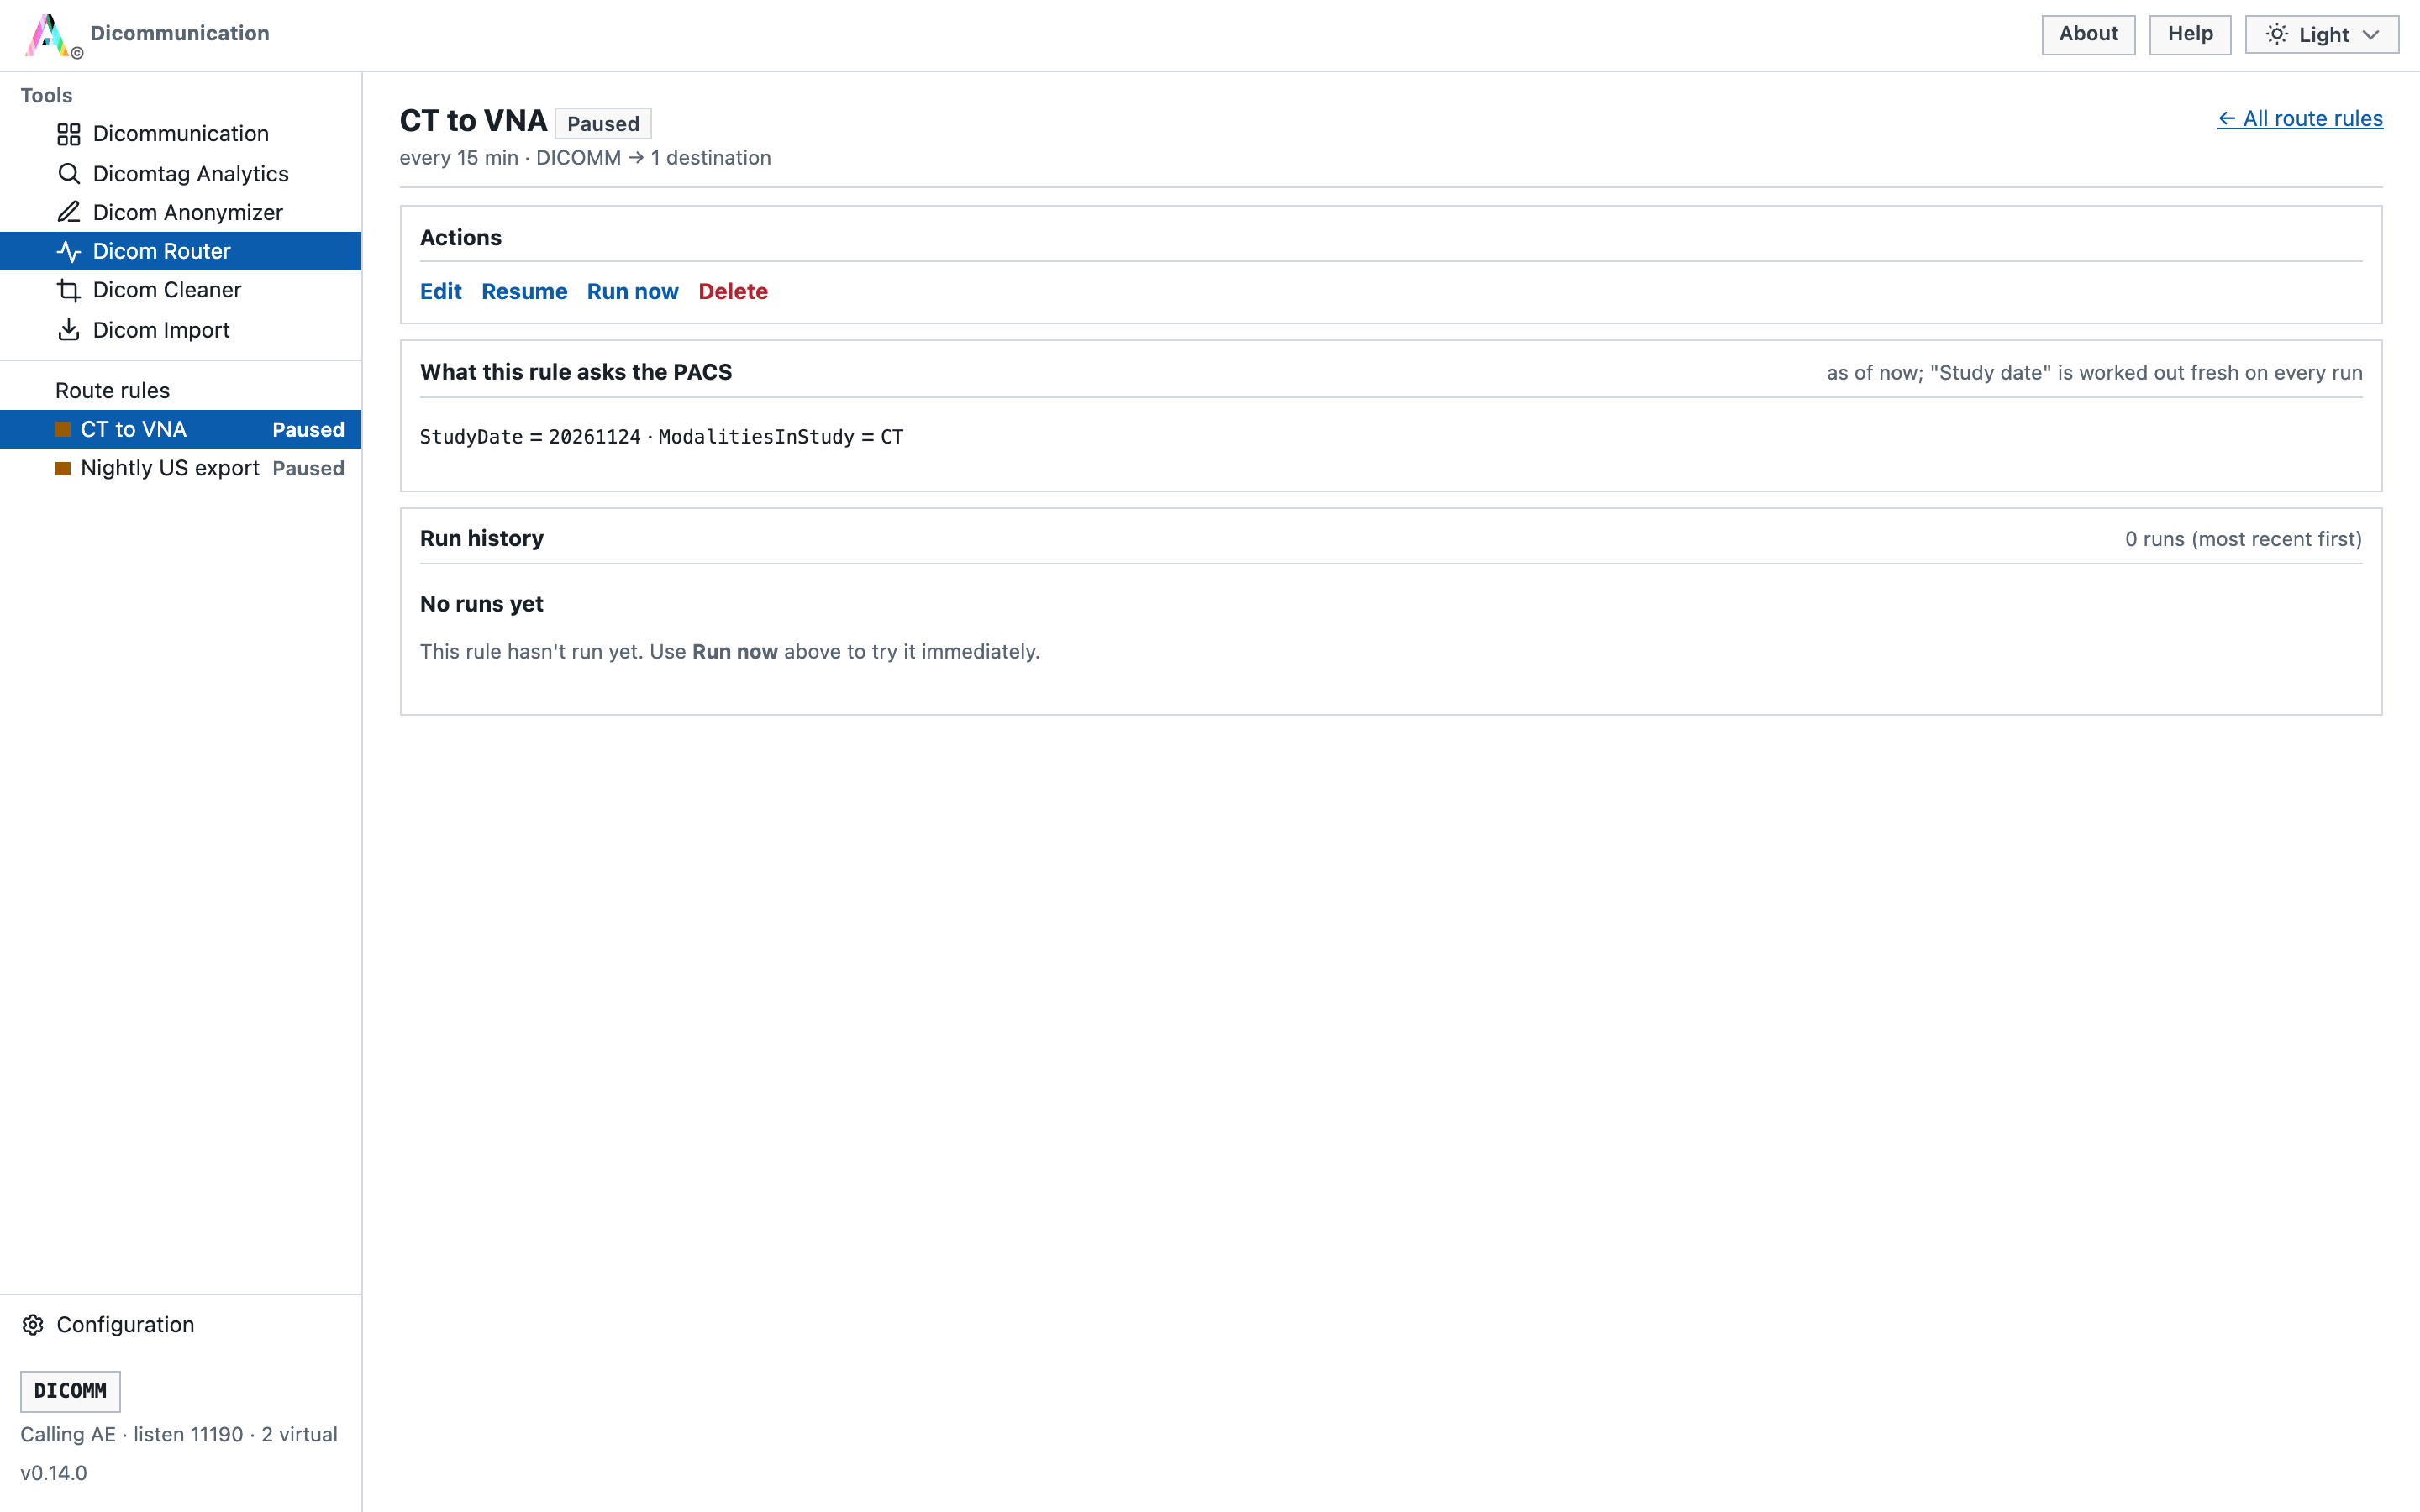 Dicommunication
About
Help
Light
Tools
Dicommunication
Dicomtag Analytics
Dicom Anonymizer
Dicom Router
Dicom Cleaner
Dicom Import
Route rules
CT to VNA Paused
Nightly US export Paused
Configuration
DICOMM
Calling AE · listen 11190 · 2 virtual
v0.14.0
CT to VNA Paused
← All route rules
every 15 min · DICOMM → 1 destination
Actions
Edit Resume Run now Delete
What this rule asks the PACS
as of now; "Study date" is worked out fresh on every run
StudyDate = 20261124 · ModalitiesInStudy = CT
Run history
0 runs (most recent first)
No runs yet
This rule hasn't run yet. Use Run now above to try it immediately.